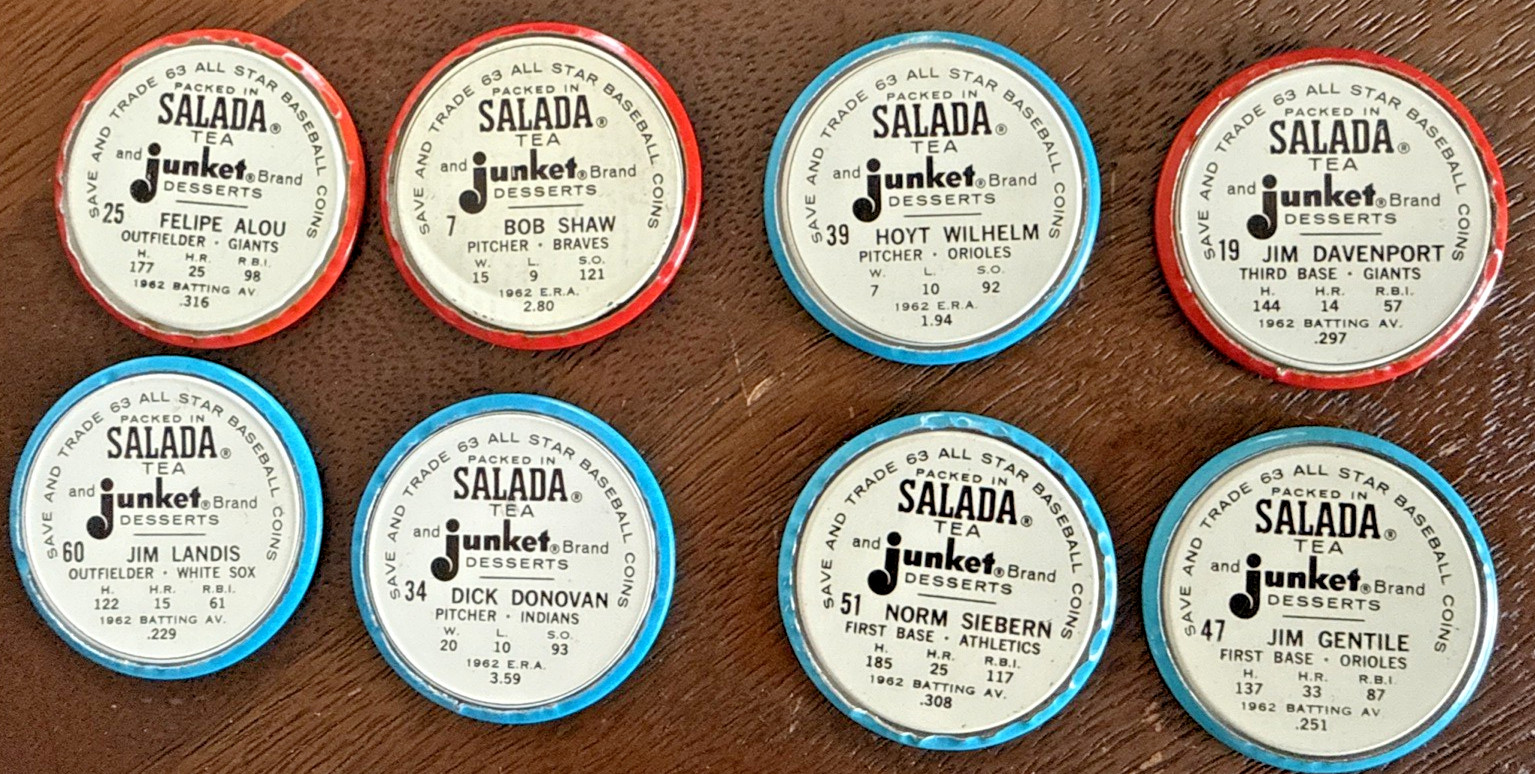 SAVE AND TRADE 63 ALL STAR BASEBALL COINS
PACKED IN
SALADA®
TEA
and junket® Brand
DESSERTS
25 FELIPE ALOU
OUTFIELDER · GIANTS
H. H.R. R.B.I.
177 25 98
1962 BATTING AV.
.316
SAVE AND TRADE 63 ALL STAR BASEBALL COINS
PACKED IN
SALADA®
TEA
and junket® Brand
DESSERTS
7 BOB SHAW
PITCHER · BRAVES
W. L. S.O.
15 9 121
1962 E.R.A.
2.80
SAVE AND TRADE 63 ALL STAR BASEBALL COINS
PACKED IN
SALADA®
TEA
and junket® Brand
DESSERTS
39 HOYT WILHELM
PITCHER · ORIOLES
W. L. S.O.
7 10 92
1962 E.R.A.
1.94
SAVE AND TRADE 63 ALL STAR BASEBALL COINS
PACKED IN
SALADA®
TEA
and junket® Brand
DESSERTS
19 JIM DAVENPORT
THIRD BASE · GIANTS
H. H.R. R.B.I.
144 14 57
1962 BATTING AV.
.297
SAVE AND TRADE 63 ALL STAR BASEBALL COINS
PACKED IN
SALADA®
TEA
and junket® Brand
DESSERTS
60 JIM LANDIS
OUTFIELDER · WHITE SOX
H. H.R. R.B.I.
122 15 61
1962 BATTING AV.
.229
SAVE AND TRADE 63 ALL STAR BASEBALL COINS
PACKED IN
SALADA®
TEA
and junket® Brand
DESSERTS
34 DICK DONOVAN
PITCHER · INDIANS
W. L. S.O.
20 10 93
1962 E.R.A.
3.59
SAVE AND TRADE 63 ALL STAR BASEBALL COINS
PACKED IN
SALADA®
TEA
and junket® Brand
DESSERTS
51 NORM SIEBERN
FIRST BASE · ATHLETICS
H. H.R. R.B.I.
185 25 117
1962 BATTING AV.
.308
SAVE AND TRADE 63 ALL STAR BASEBALL COINS
PACKED IN
SALADA®
TEA
and junket® Brand
DESSERTS
47 JIM GENTILE
FIRST BASE · ORIOLES
H. H.R. R.B.I.
137 33 87
1962 BATTING AV
.251